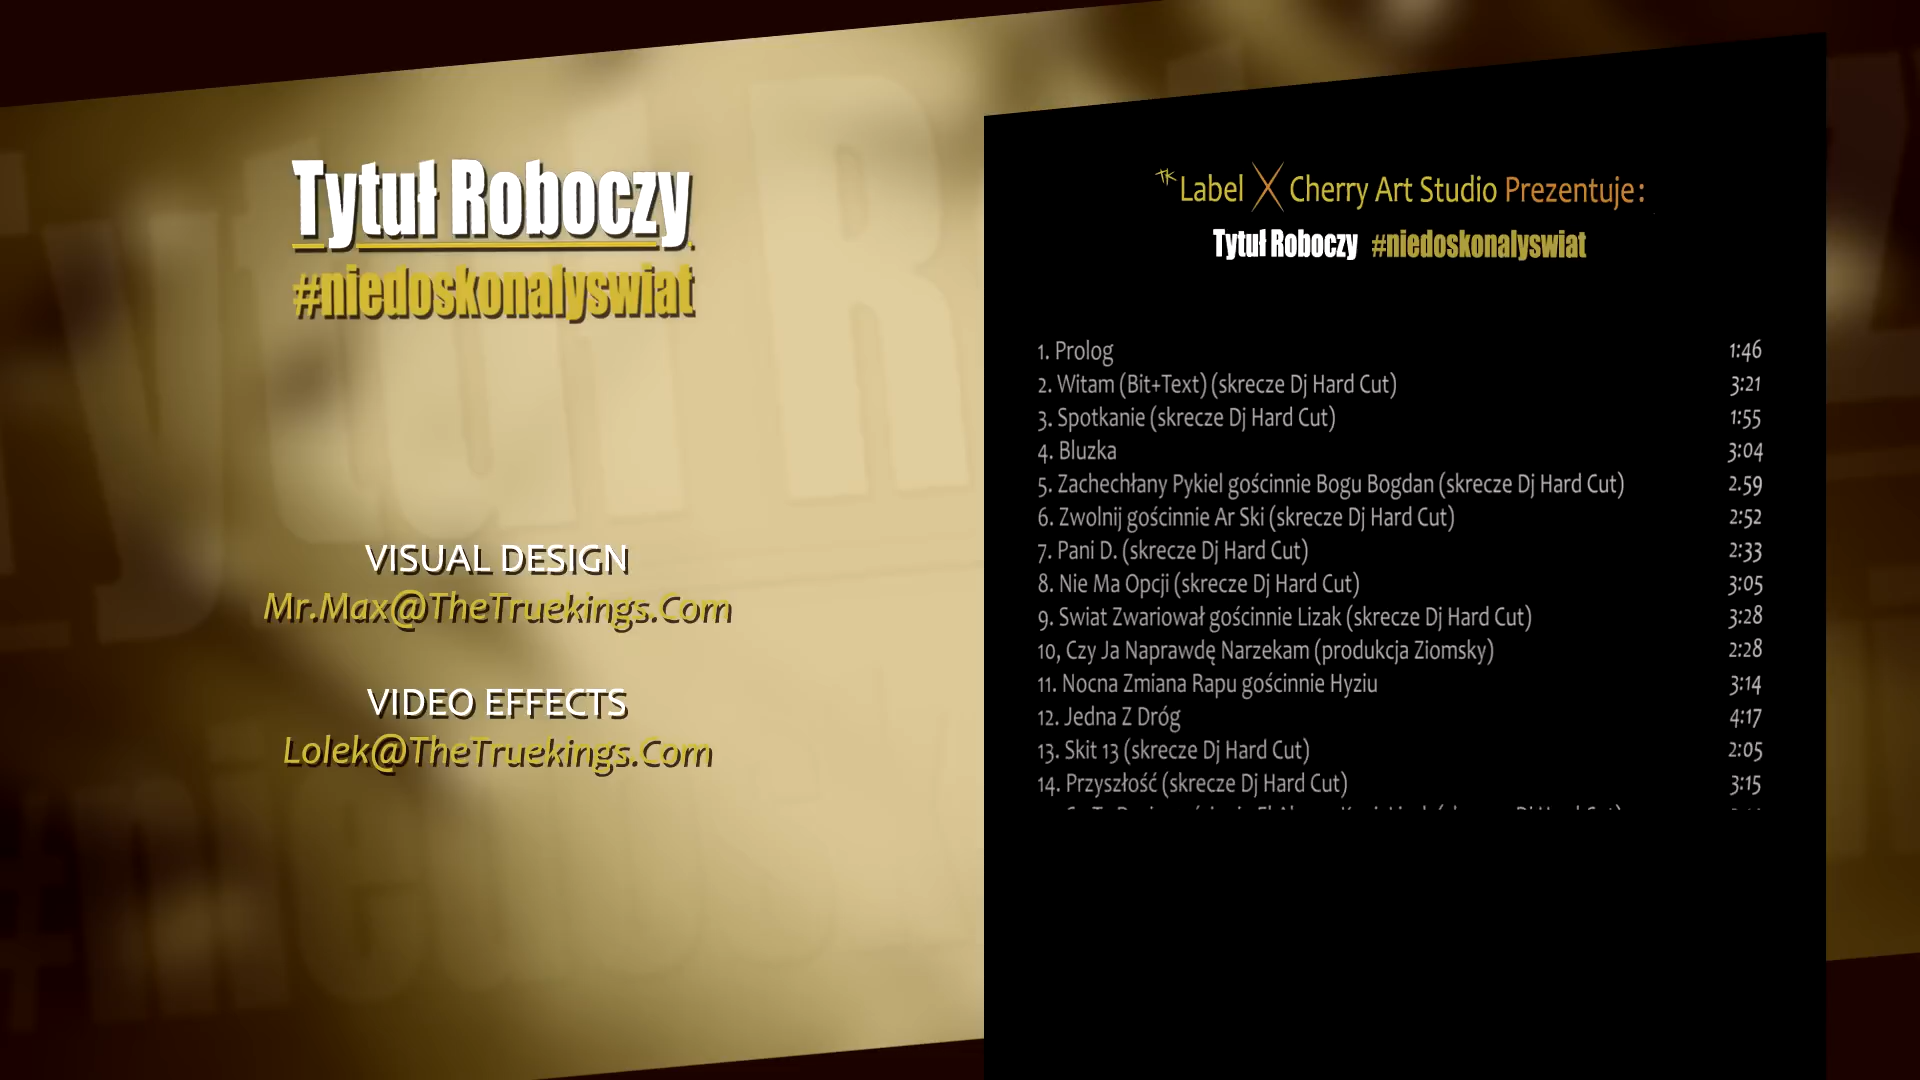 Tytuł Roboczy
#niedoskonalyswiat
VISUAL DESIGN
Mr.Max@TheTruekings.Com
VIDEO EFFECTS
Lolek@TheTruekings.Com
TK Label X Cherry Art Studio Prezentuje:
Tytuł Roboczy #niedoskonalyswiat
1. Prolog 1:46
2. Witam (Bit+Text) (skrecze Dj Hard Cut) 3:21
3. Spotkanie (skrecze Dj Hard Cut) 1:55
4. Bluzka 3:04
5. Zachechłany Pykiel gościnnie Bogu Bogdan (skrecze Dj Hard Cut) 2.59
6. Zwolnij gościnnie Ar Ski (skrecze Dj Hard Cut) 2:52
7. Pani D. (skrecze Dj Hard Cut) 2:33
8. Nie Ma Opcji (skrecze Dj Hard Cut) 3:05
9. Swiat Zwariował gościnnie Lizak (skrecze Dj Hard Cut) 3:28
10, Czy Ja Naprawdę Narzekam (produkcja Ziomsky) 2:28
11. Nocna Zmiana Rapu gościnnie Hyziu 3:14
12. Jedna Z Dróg 4:17
13. Skit 13 (skrecze Dj Hard Cut) 2:05
14. Przyszłość (skrecze Dj Hard Cut) 3:15